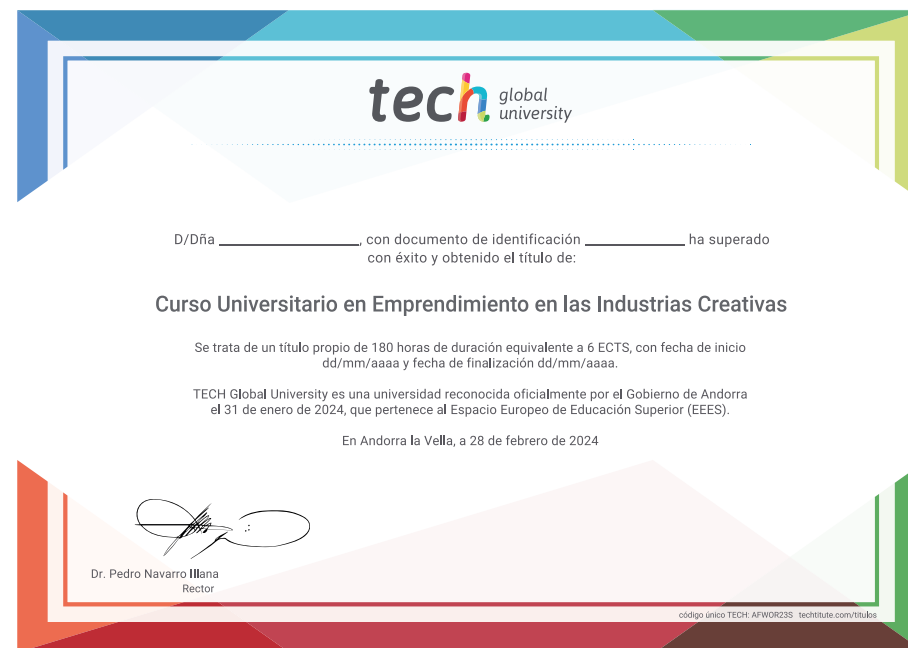 tech global
university
D/Dña ____________, con documento de identificación ____________ ha superado
con éxito y obtenido el título de:
Curso Universitario en Emprendimiento en las Industrias Creativas
Se trata de un título propio de 180 horas de duración equivalente a 6 ECTS, con fecha de inicio
dd/mm/aaaa y fecha de finalización dd/mm/aaaa.
TECH Global University es una universidad reconocida oficialmente por el Gobierno de Andorra
el 31 de enero de 2024, que pertenece al Espacio Europeo de Educación Superior (EEES).
En Andorra la Vella, a 28 de febrero de 2024
Dr. Pedro Navarro Illana
Rector
código único TECH: AFWOR23S techtitute.com/titulos